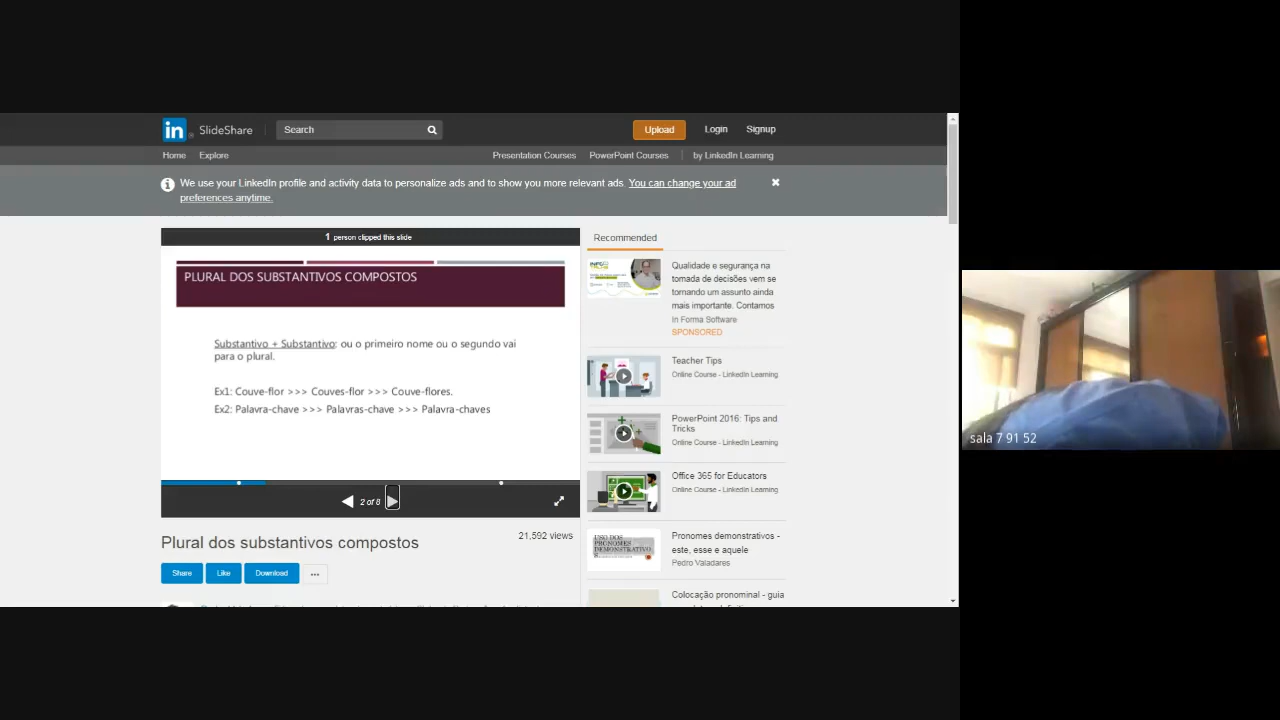 in SlideShare Search Upload Login Signup
Home Explore Presentation Courses PowerPoint Courses by LinkedIn Learning
We use your LinkedIn profile and activity data to personalize ads and to show you more relevant ads. You can change your ad
preferences anytime.
1 person clipped this slide
PLURAL DOS SUBSTANTIVOS COMPOSTOS
Substantivo + Substantivo: ou o primeiro nome ou o segundo vai
para o plural.
Ex1: Couve-flor >>> Couves-flor >>> Couve-flores.
Ex2: Palavra-chave >>> Palavras-chave >>> Palavra-chaves
2 of 8
Plural dos substantivos compostos
21,592 views
Share Like Download ...
Recommended
Qualidade e segurança na
tomada de decisões vem se
tornando um assunto ainda
mais importante. Contamos
In Forma Software
SPONSORED
Teacher Tips
Online Course - LinkedIn Learning
PowerPoint 2016: Tips and
Tricks
Online Course - LinkedIn Learning
Office 365 for Educators
Online Course - LinkedIn Learning
USO DOS
PRONOMES
DEMONSTRATIVO
S
Pronomes demonstrativos -
este, esse e aquele
Pedro Valadares
Colocação pronominal - guia
sala 7 91 52